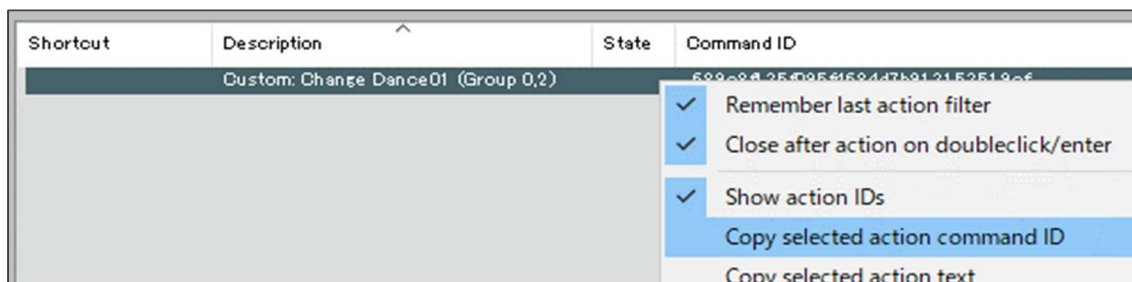 Shortcut Description State Command ID
Custom: Change Dance01 (Group 0,2)
Remember last action filter
Close after action on doubleclick/enter
Show action IDs
Copy selected action command ID
Copy selected action text